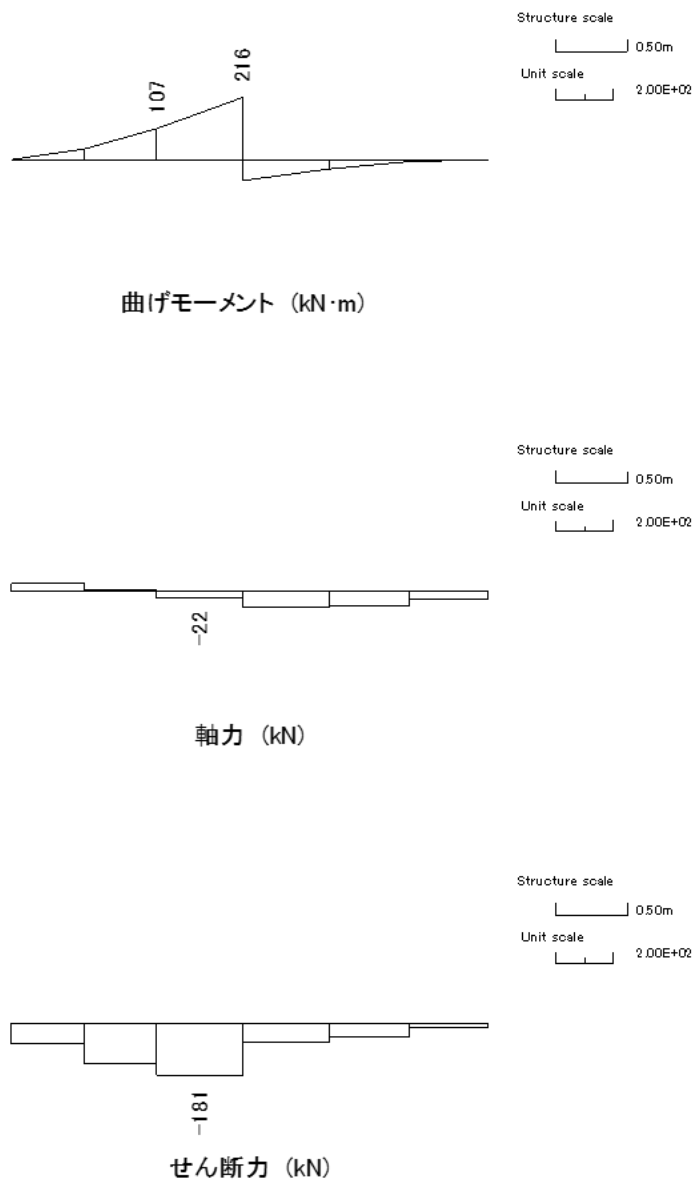 Structure scale
0.50m
Unit scale
2.00E+02
107
216
曲げモーメント (kN·m)
Structure scale
0.50m
Unit scale
2.00E+02
-22
軸力 (kN)
Structure scale
0.50m
Unit scale
2.00E+02
-181
せん断力 (kN)